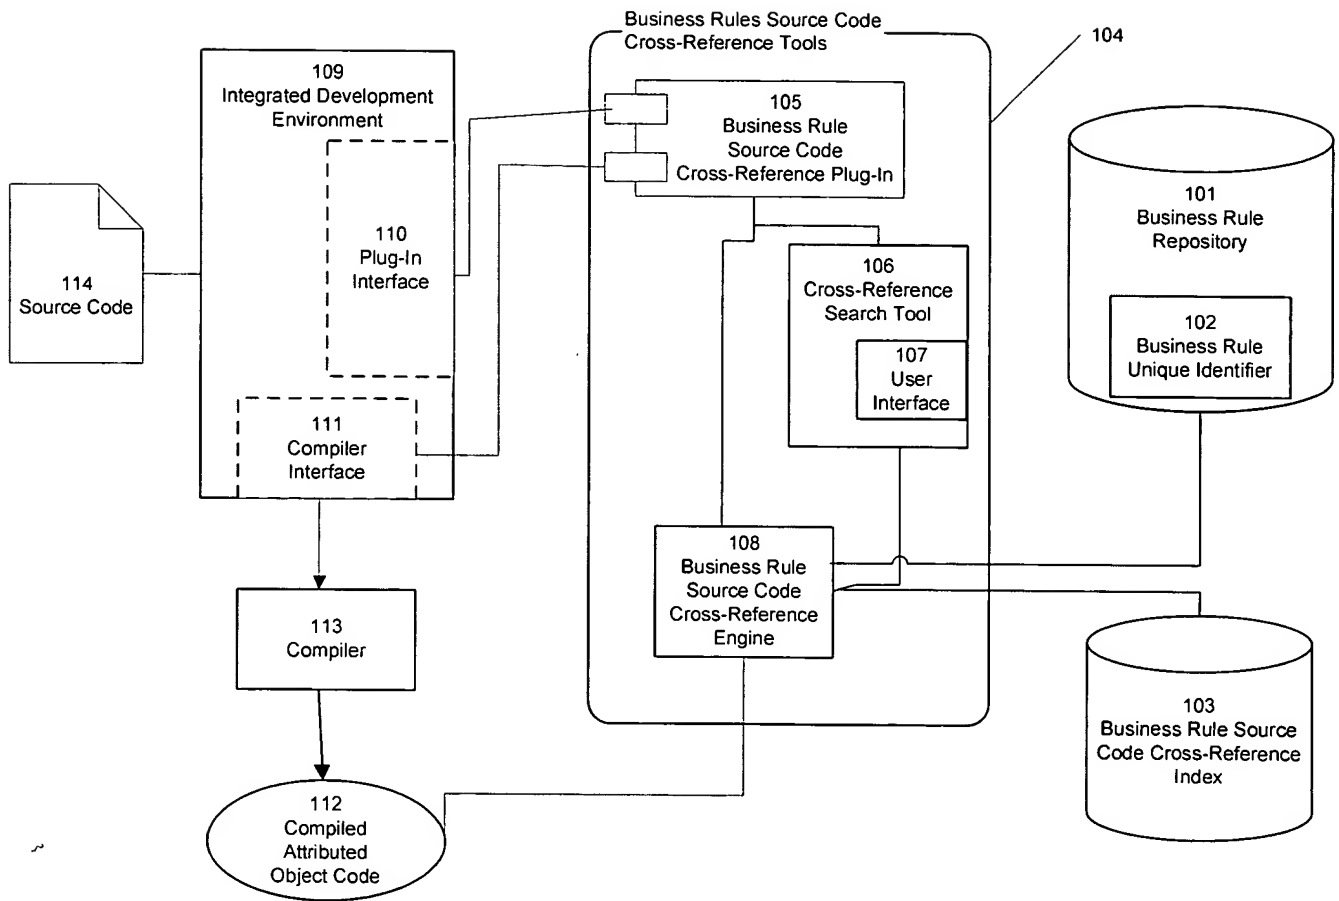 Business Rules Source Code
Cross-Reference Tools
104
109
Integrated Development
Environment
105
Business Rule
Source Code
Cross-Reference Plug-In
101
Business Rule
Repository
110
Plug-In
Interface
114
Source Code
106
Cross-Reference
Search Tool
102
Business Rule
Unique Identifier
107
User
Interface
111
Compiler
Interface
108
Business Rule
Source Code
Cross-Reference
Engine
113
Compiler
103
Business Rule Source
Code Cross-Reference
Index
112
Compiled
Attributed
Object Code